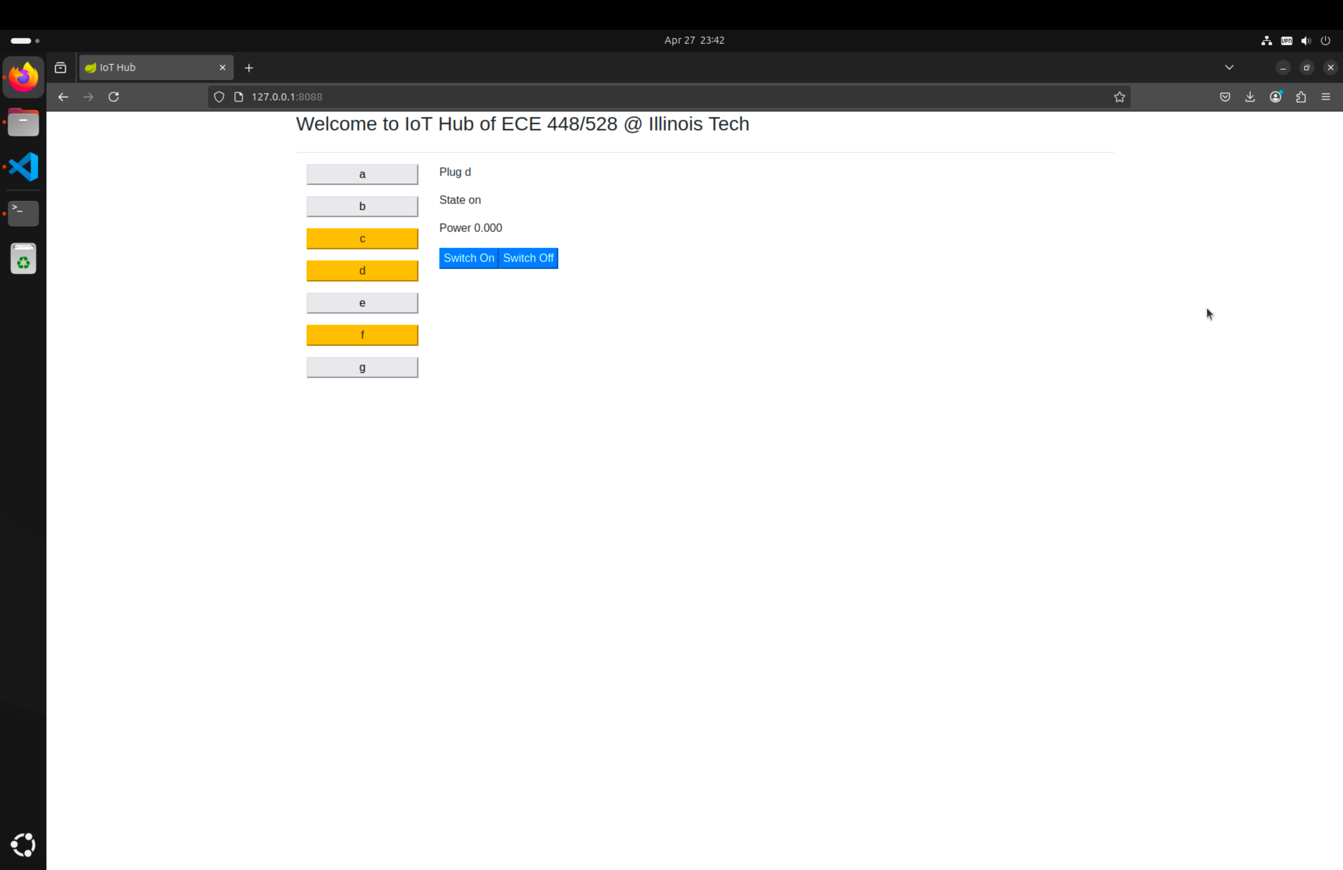 Apr 27 23:42
IoT Hub
127.0.0.1:8088
Welcome to IoT Hub of ECE 448/528 @ Illinois Tech
a
b
c
d
e
f
g
Plug d
State on
Power 0.000
Switch On Switch Off